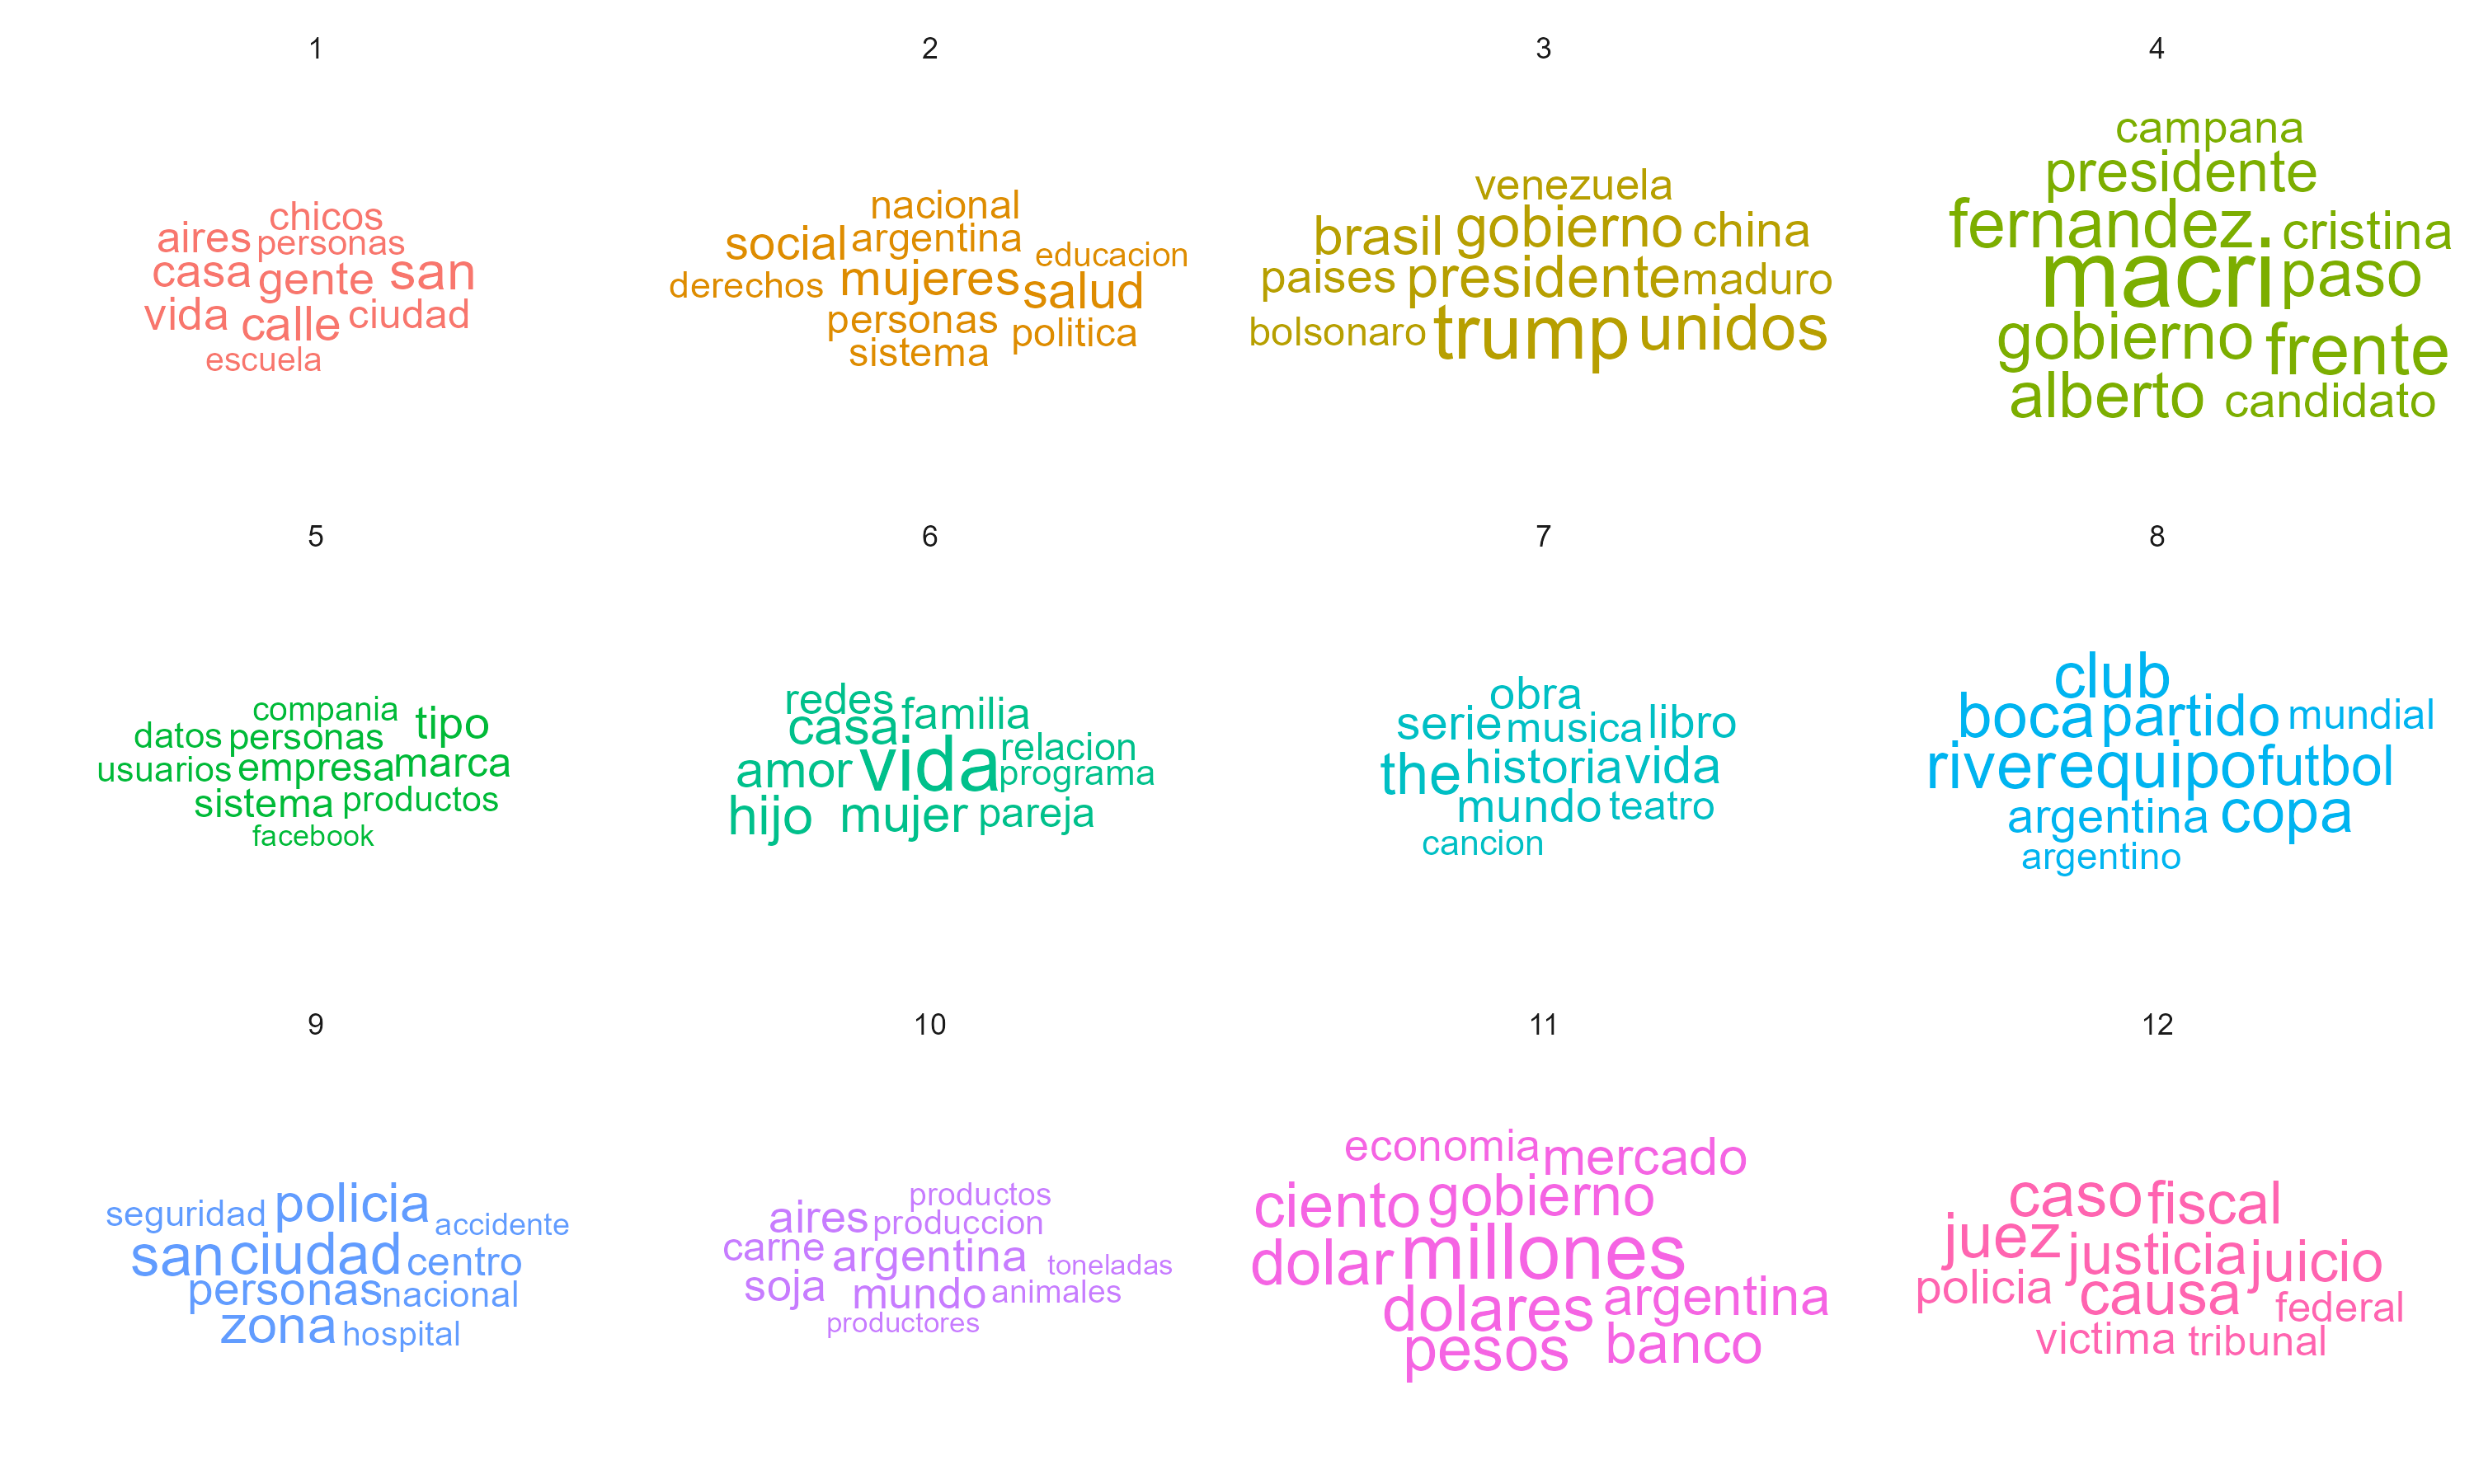 1
chicos
aires personas
casa gente san
vida calle ciudad
escuela
2
nacional
social argentina educacion
derechos mujeres salud
personas politica
sistema
3
venezuela
brasil gobierno china
paises presidente maduro
bolsonaro trump unidos
4
campana
presidente
fernandez. cristina
macri paso
gobierno frente
alberto candidato
5
compania tipo
datos personas
usuarios empresa marca
sistema productos
facebook
6
redes familia
casa relacion
amor vida programa
hijo mujer pareja
7
obra
serie musica libro
the historia vida
mundo teatro
cancion
8
club
boca partido mundial
river equipo futbol
argentina copa
argentino
9
seguridad policia accidente
san ciudad centro
personas nacional
zona hospital
10
productos
aires produccion
carne argentina toneladas
soja mundo animales
productores
11
economia mercado
ciento gobierno
dolar millones
dolares argentina
pesos banco
12
caso fiscal
juez justicia juicio
policia causa federal
victima tribunal